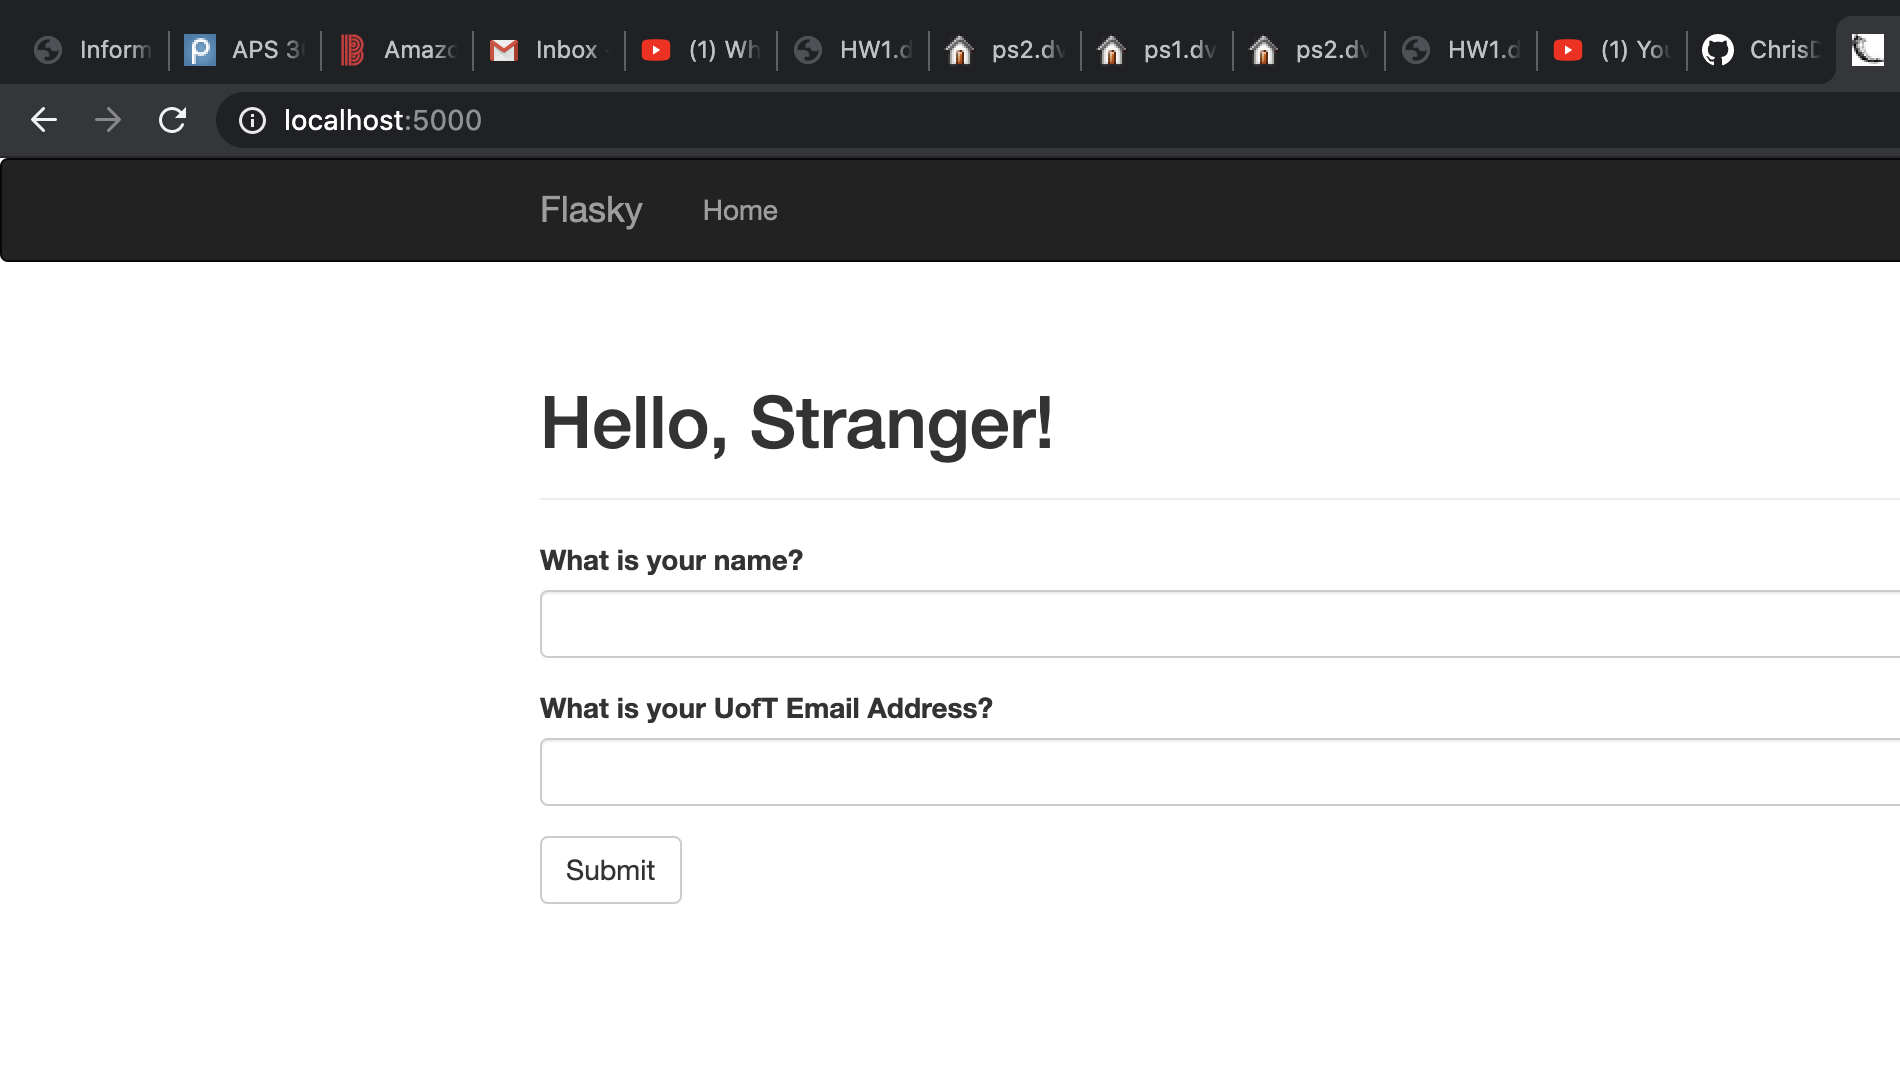 Inform APS 3 Amazo Inbox (1) Wh HW1.d ps2.dv ps1.dv ps2.dv HW1.d (1) You ChrisD
localhost:5000
Flasky Home
Hello, Stranger!
What is your name?
What is your UofT Email Address?
Submit